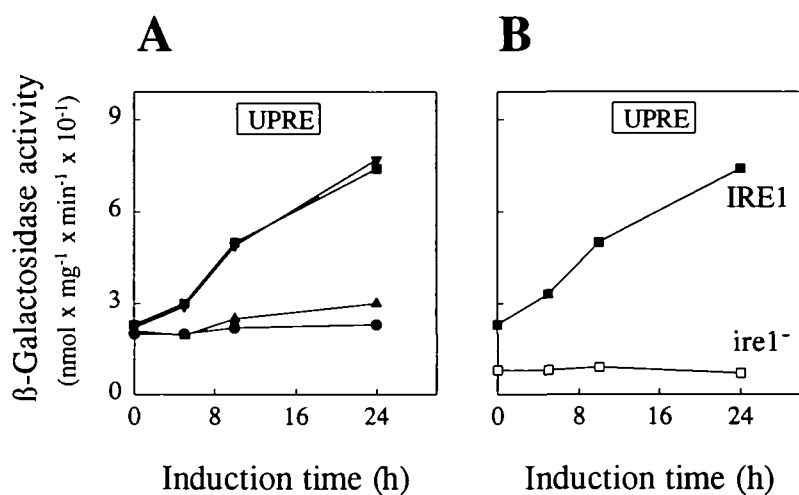 A
B
ß-Galactosidase activity
(nmol x mg⁻¹ x min⁻¹ x 10⁻¹)
9
6
3
0
UPRE
UPRE
IRE1
ire1⁻
0 8 16 24
0 8 16 24
Induction time (h)
Induction time (h)